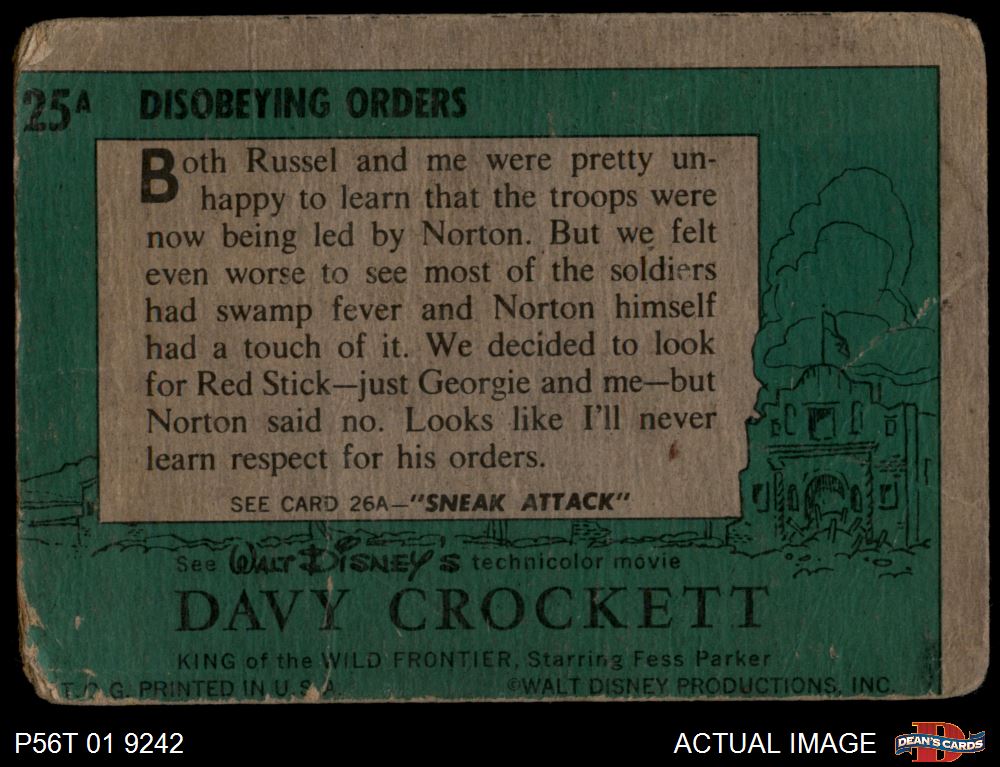 25A DISOBEYING ORDERS
Both Russel and me were pretty un-
happy to learn that the troops were
now being led by Norton. But we felt
even worse to see most of the soldiers
had swamp fever and Norton himself
had a touch of it. We decided to look
for Red Stick—just Georgie and me—but
Norton said no. Looks like I'll never
learn respect for his orders.
SEE CARD 26A—"SNEAK ATTACK"
See WALT DISNEY'S technicolor movie
DAVY CROCKETT
KING of the WILD FRONTIER, Starring Fess Parker
T. C. G. PRINTED IN U. S. A. ©WALT DISNEY PRODUCTIONS, INC.
P56T 01 9242
ACTUAL IMAGE
DEAN'S CARDS